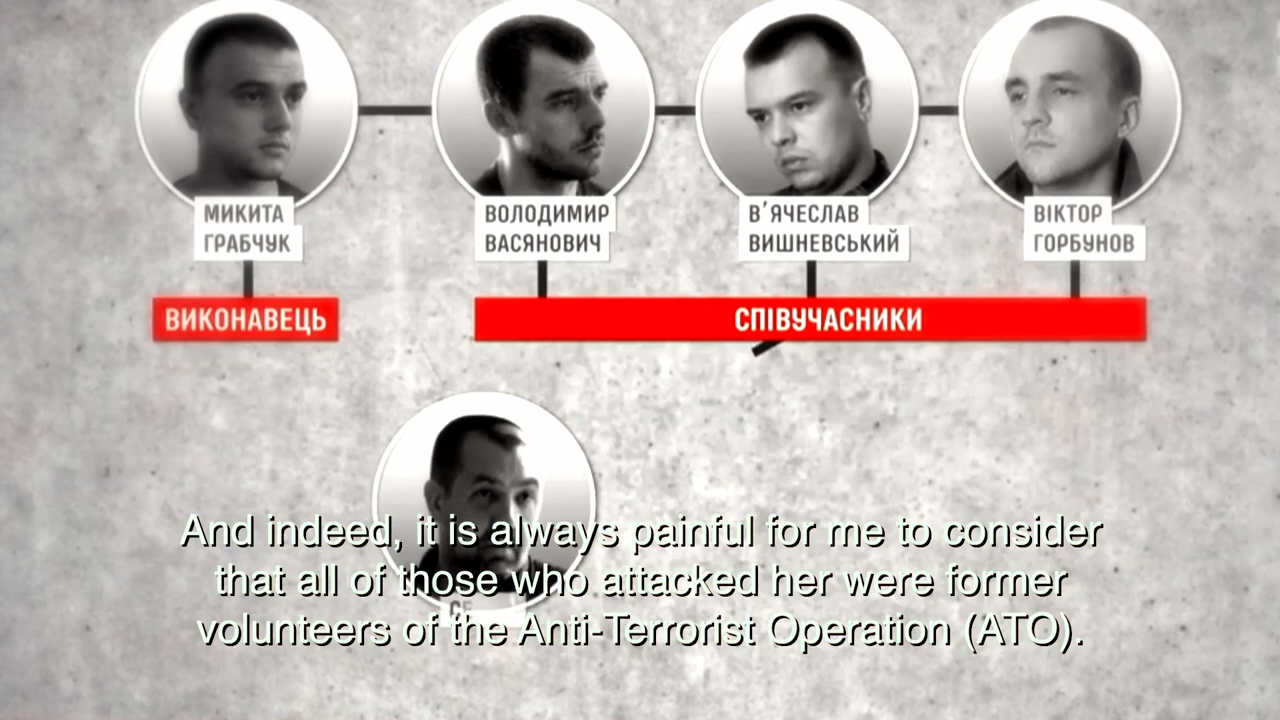 МИКИТА
ГРАБЧУК
ВОЛОДИМИР
ВАСЯНОВИЧ
В'ЯЧЕСЛАВ
ВИШНЕВСЬКИЙ
ВІКТОР
ГОРБУНОВ
ВИКОНАВЕЦЬ
СПІВУЧАСНИКИ
And indeed, it is always painful for me to consider
that all of those who attacked her were former
volunteers of the Anti-Terrorist Operation (ATO).